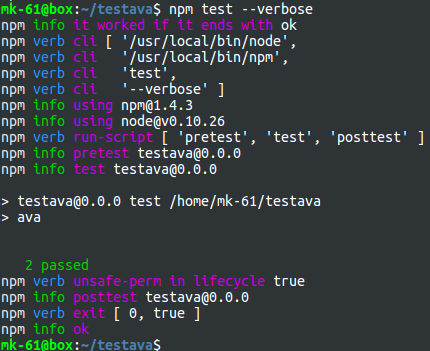 mk-61@box:~/testava$ npm test --verbose
npm info it worked if it ends with ok
npm verb cli [ '/usr/local/bin/node',
npm verb cli   '/usr/local/bin/npm',
npm verb cli   'test',
npm verb cli   '--verbose' ]
npm info using npm@1.4.3
npm info using node@v0.10.26
npm verb run-script [ 'pretest', 'test', 'posttest' ]
npm info pretest testava@0.0.0
npm info test testava@0.0.0
> testava@0.0.0 test /home/mk-61/testava
> ava
2 passed
npm verb unsafe-perm in lifecycle true
npm info posttest testava@0.0.0
npm verb exit [ 0, true ]
npm info ok
mk-61@box:~/testava$